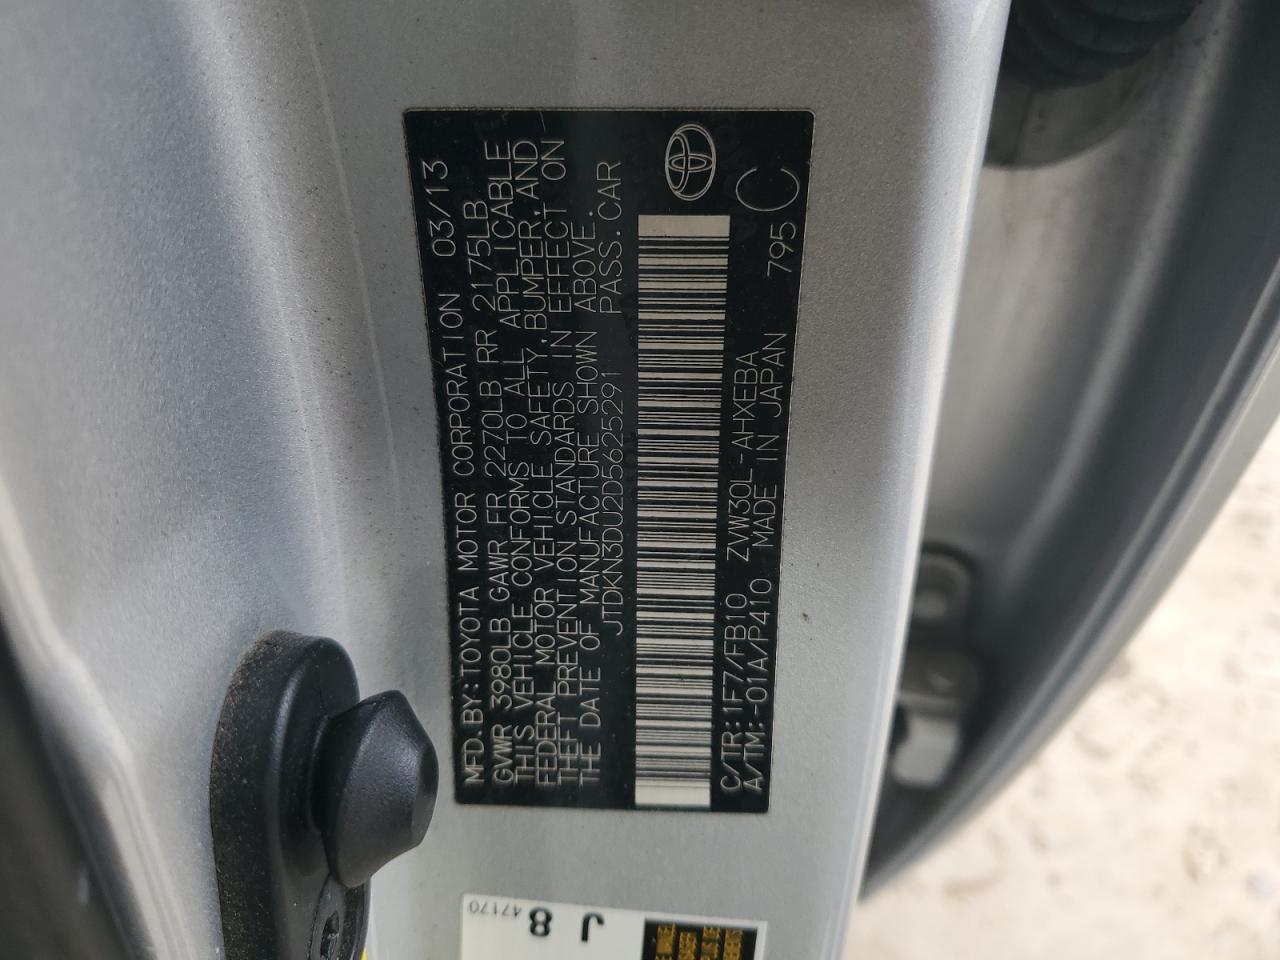 MFD. BY: TOYOTA MOTOR CORPORATION 03/13
GVWR 3980LB GAWR FR 2270LB RR 2175LB
THIS VEHICLE CONFORMS TO ALL APPLICABLE
FEDERAL MOTOR VEHICLE SAFETY, BUMPER, AND
THEFT PREVENTION STANDARDS IN EFFECT ON
THE DATE OF MANUFACTURE SHOWN ABOVE.
JTDKN3DU2D5625291 PASS. CAR
C/TR: 1F7/FB10 ZVW30L-AHXEBA
A/TM: -01A/P410 MADE IN JAPAN 795 C
J 8
47170